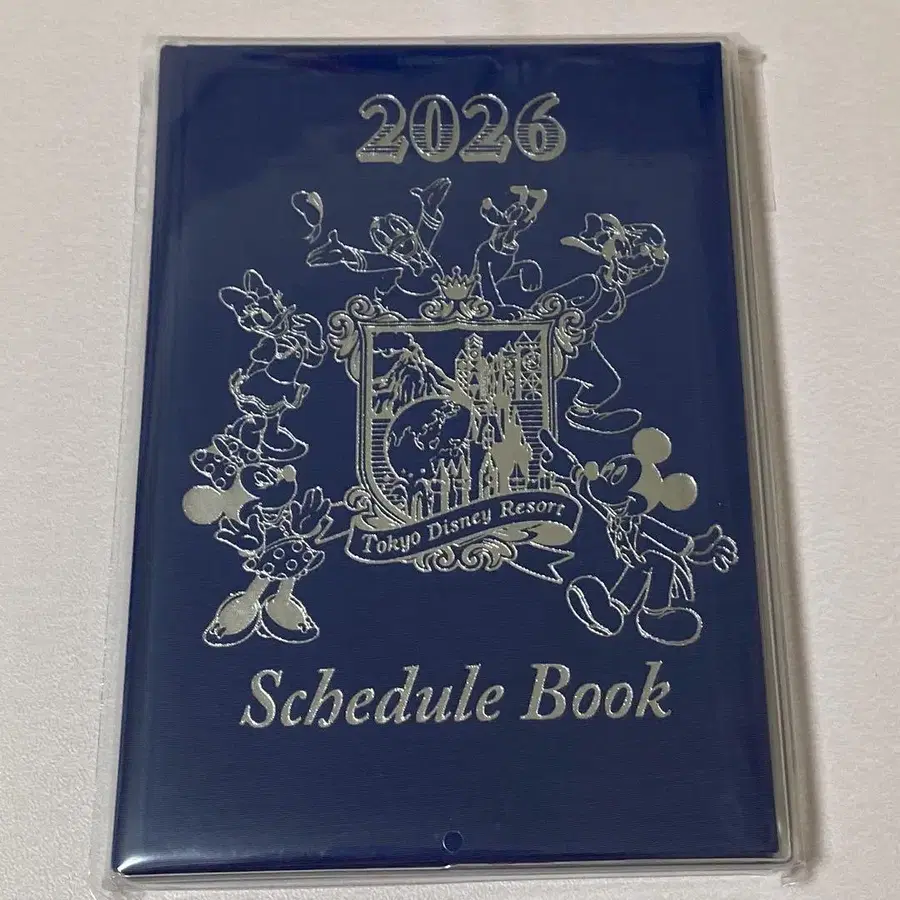 2026
Tokyo Disney Resort
Schedule Book